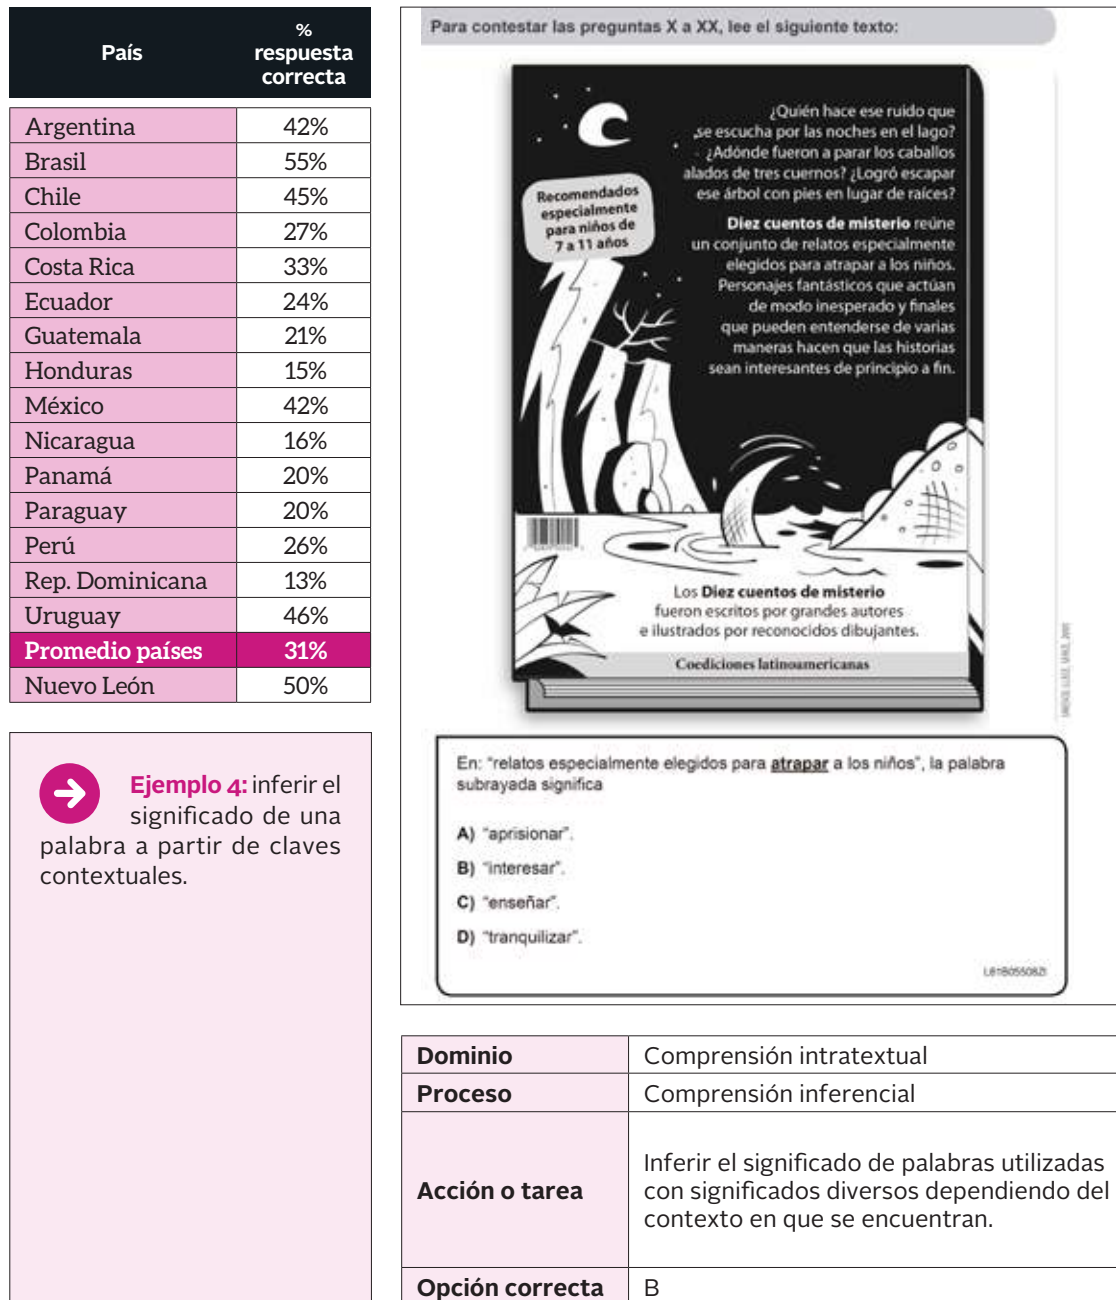 País % respuesta correcta
Argentina 42%
Brasil 55%
Chile 45%
Colombia 27%
Costa Rica 33%
Ecuador 24%
Guatemala 21%
Honduras 15%
México 42%
Nicaragua 16%
Panamá 20%
Paraguay 20%
Perú 26%
Rep. Dominicana 13%
Uruguay 46%
Promedio países 31%
Nuevo León 50%
Ejemplo 4: inferir el
significado de una
palabra a partir de claves
contextuales.
Para contestar las preguntas X a XX, lee el siguiente texto:
¿Quién hace ese ruido que
se escucha por las noches en el lago?
¿Adónde fueron a parar los caballos
alados de tres cuernos? ¿Logró escapar
ese árbol con pies en lugar de raíces?
Recomendados
especialmente
para niños de
7 a 11 años
Diez cuentos de misterio reúne
un conjunto de relatos especialmente
elegidos para atrapar a los niños.
Personajes fantásticos que actúan
de modo inesperado y finales
que pueden entenderse de varias
maneras hacen que las historias
sean interesantes de principio a fin.
Los Diez cuentos de misterio
fueron escritos por grandes autores
e ilustrados por reconocidos dibujantes.
Coediciones latinoamericanas
En: “relatos especialmente elegidos para atrapar a los niños”, la palabra
subrayada significa
A) “aprisionar”.
B) “interesar”.
C) “enseñar”.
D) “tranquilizar”.
Dominio Comprensión intratextual
Proceso Comprensión inferencial
Acción o tarea Inferir el significado de palabras utilizadas
con significados diversos dependiendo del
contexto en que se encuentran.
Opción correcta B